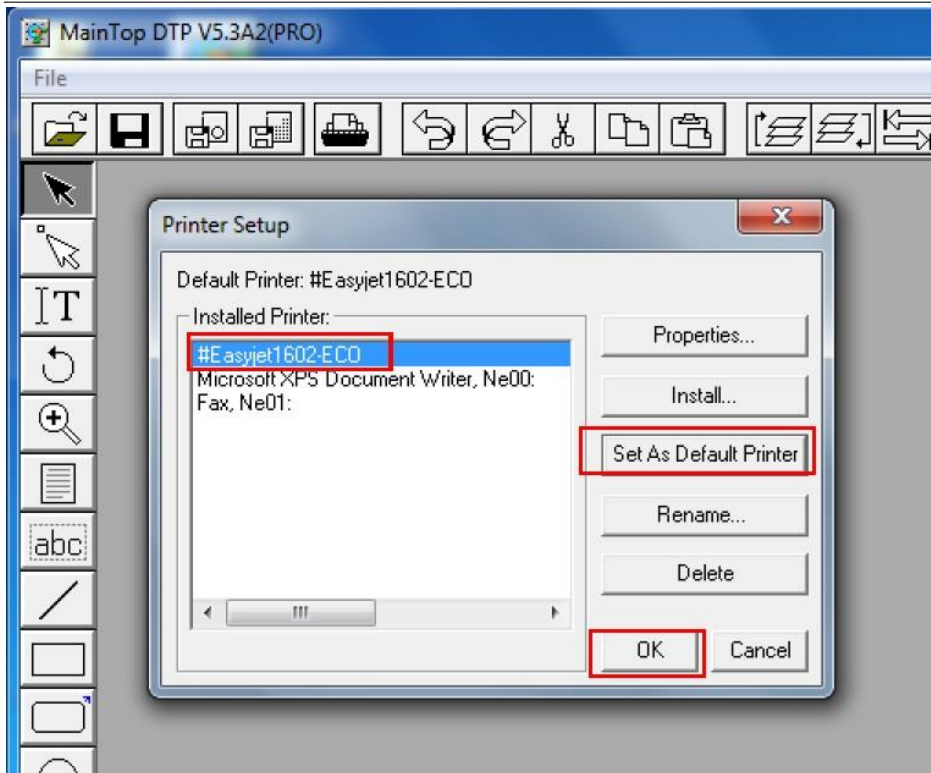 MainTop DTP V5.3A2(PRO)
File
T
Printer Setup
Default Printer: #Easyjet1602-ECO
Installed Printer:
#Easyjet1602-ECO
Microsoft XPS Document Writer, Ne00:
Fax, Ne01:
Properties...
Install...
Set As Default Printer
Rename...
Delete
OK
Cancel
abc